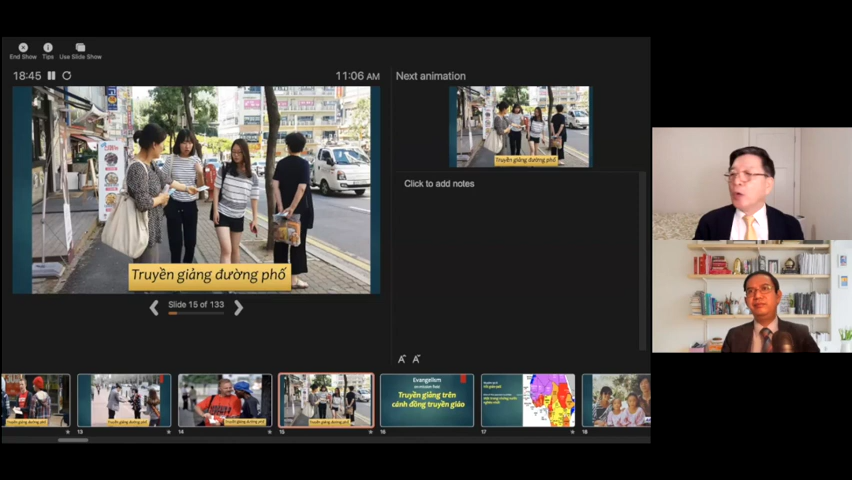 End Show
Tips
Use Slide Show
18:45
11:06 AM
Next animation
Truyền giảng đường phố
Truyền giảng đường phố
Click to add notes
Slide 15 of 133
Truyền giảng đường phố
Truyền giảng đường phố
Truyền giảng đường phố
Truyền giảng đường phố
Evangelism
on mission field
Truyền giảng trên
cánh đồng truyền giáo
13
14
15
16
17
18